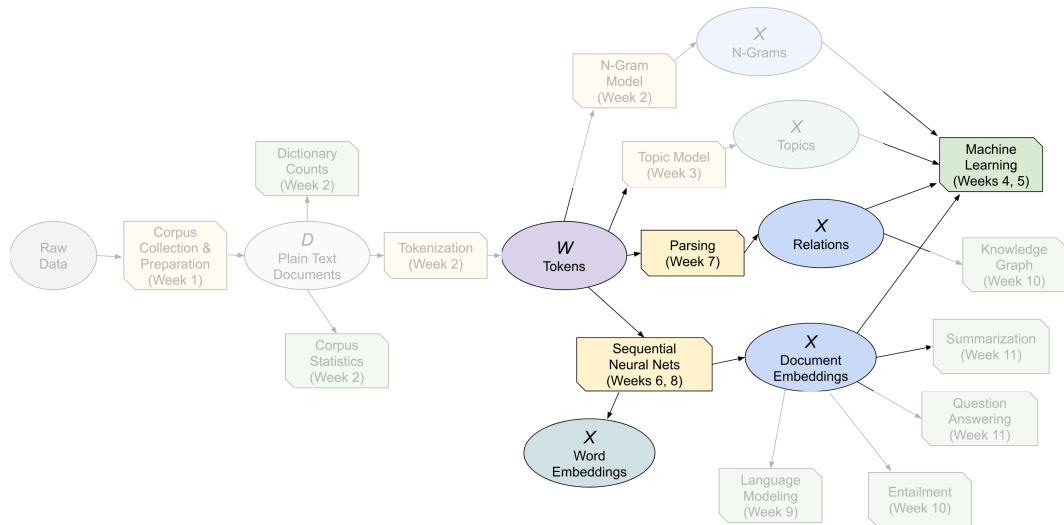 X
N-Grams
N-Gram
Model
(Week 2)
X
Topics
Topic Model
(Week 3)
Machine
Learning
(Weeks 4, 5)
Dictionary
Counts
(Week 2)
Raw
Data
Corpus
Collection &
Preparation
(Week 1)
D
Plain Text
Documents
Tokenization
(Week 2)
W
Tokens
Parsing
(Week 7)
X
Relations
Knowledge
Graph
(Week 10)
Corpus
Statistics
(Week 2)
Sequential
Neural Nets
(Weeks 6, 8)
X
Document
Embeddings
Summarization
(Week 11)
Question
Answering
(Week 11)
X
Word
Embeddings
Language
Modeling
(Week 9)
Entailment
(Week 10)